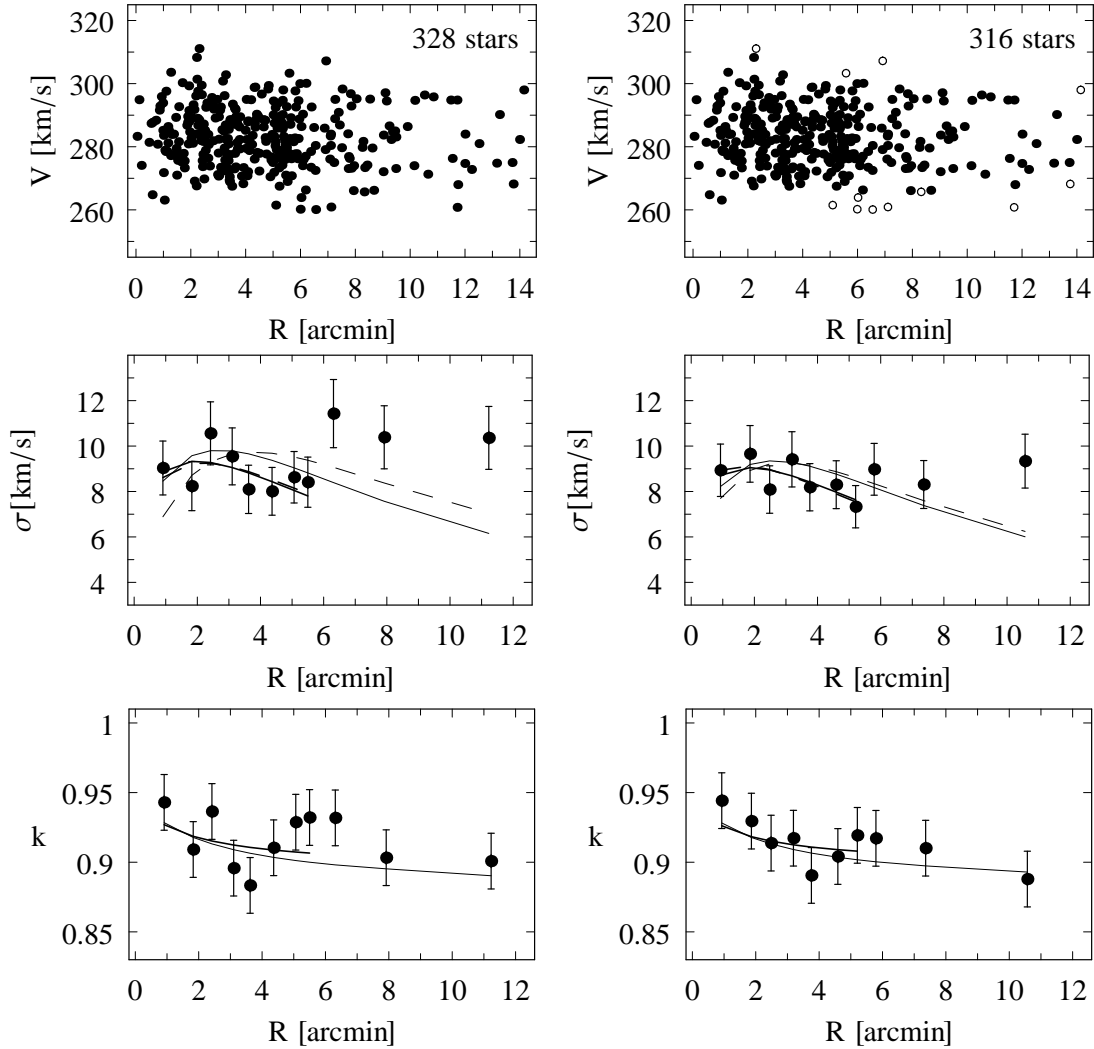 320
300
280
260
V [km/s]
328 stars
0 2 4 6 8 10 12 14
R [arcmin]
320
300
280
260
V [km/s]
316 stars
0 2 4 6 8 10 12 14
R [arcmin]
12
10
8
6
4
σ [km/s]
0 2 4 6 8 10 12
R [arcmin]
12
10
8
6
4
σ [km/s]
0 2 4 6 8 10 12
R [arcmin]
1
0.95
0.9
0.85
k
0 2 4 6 8 10 12
R [arcmin]
1
0.95
0.9
0.85
k
0 2 4 6 8 10 12
R [arcmin]